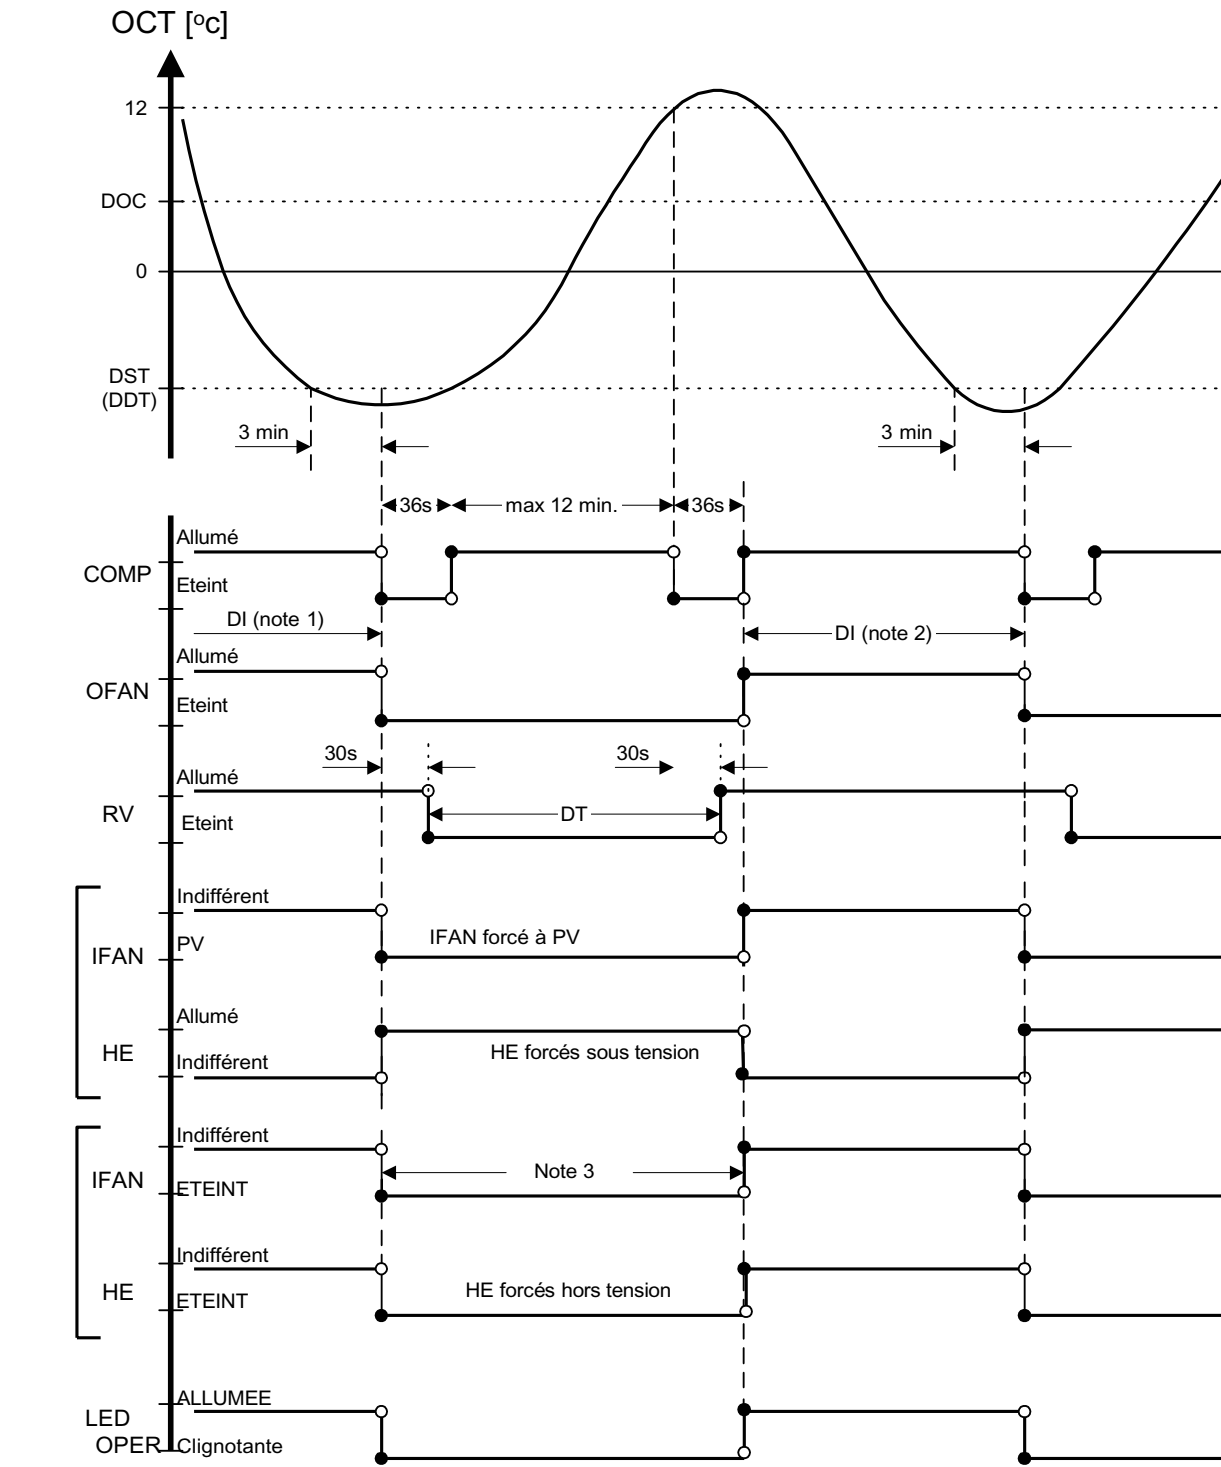 OCT [ºc]
12
DOC
0
DST
(DDT)
3 min
3 min
36s
max 12 min.
36s
COMP
Allumé
Eteint
DI (note 1)
DI (note 2)
OFAN
Allumé
Eteint
30s
30s
RV
Allumé
Eteint
DT
IFAN
Indifférent
PV
IFAN forcé à PV
HE
Allumé
Indifférent
HE forcés sous tension
IFAN
Indifférent
ETEINT
Note 3
HE
Indifférent
ETEINT
HE forcés hors tension
LED
OPER
ALLUMEE
Clignotante